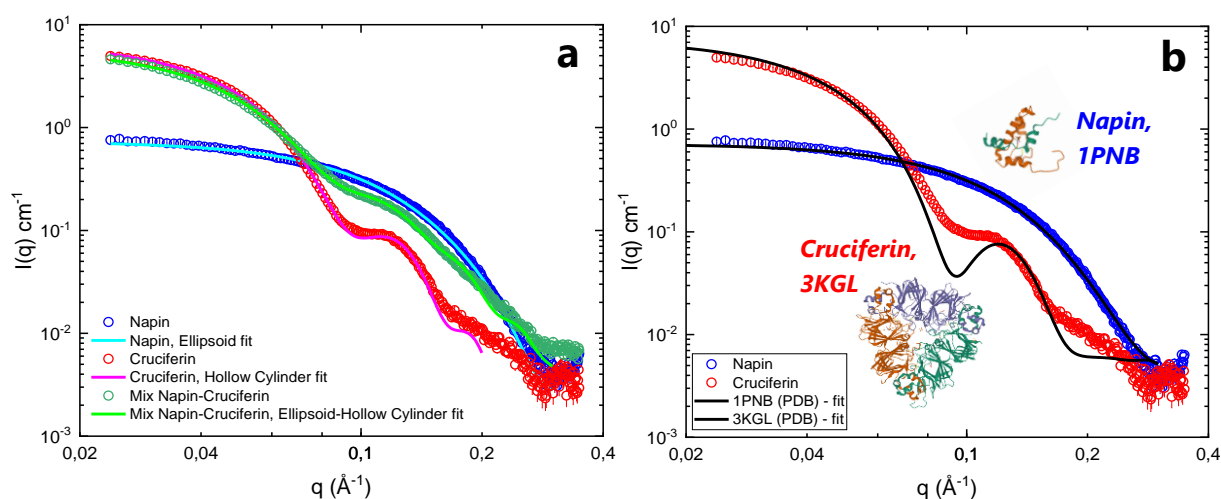 a
I(q) cm⁻¹
10¹
10⁰
10⁻¹
10⁻²
10⁻³
Napin
Napin, Ellipsoid fit
Cruciferin
Cruciferin, Hollow Cylinder fit
Mix Napin-Cruciferin
Mix Napin-Cruciferin, Ellipsoid-Hollow Cylinder fit
0,02 0,04 0,1 0,2 0,4
q (Å⁻¹)
b
I(q) cm⁻¹
10¹
10⁰
10⁻¹
10⁻²
10⁻³
Napin,
1PNB
Cruciferin,
3KGL
Napin
Cruciferin
1PNB (PDB) - fit
3KGL (PDB) - fit
0,02 0,04 0,1 0,2 0,4
q (Å⁻¹)